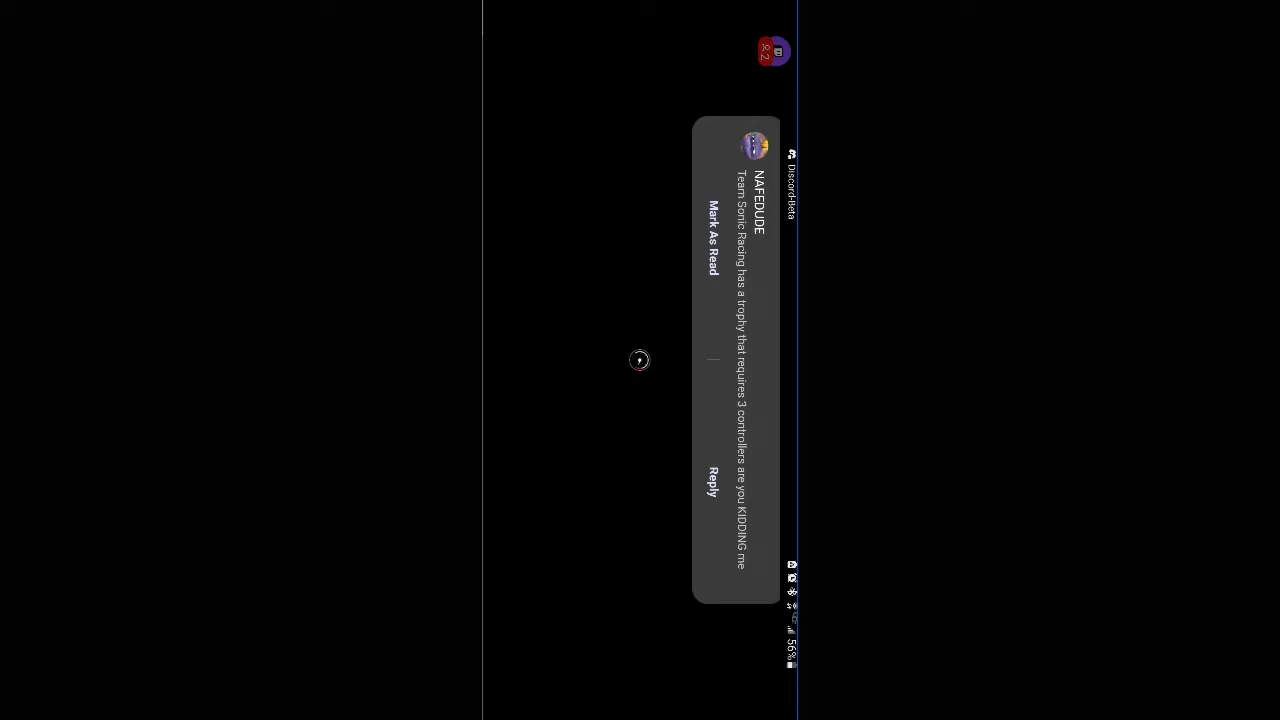 2
Discord-Beta
56%
NAFEDUDE
Team Sonic Racing has a trophy that requires 3 controllers are you KIDDING me
Mark As Read
Reply